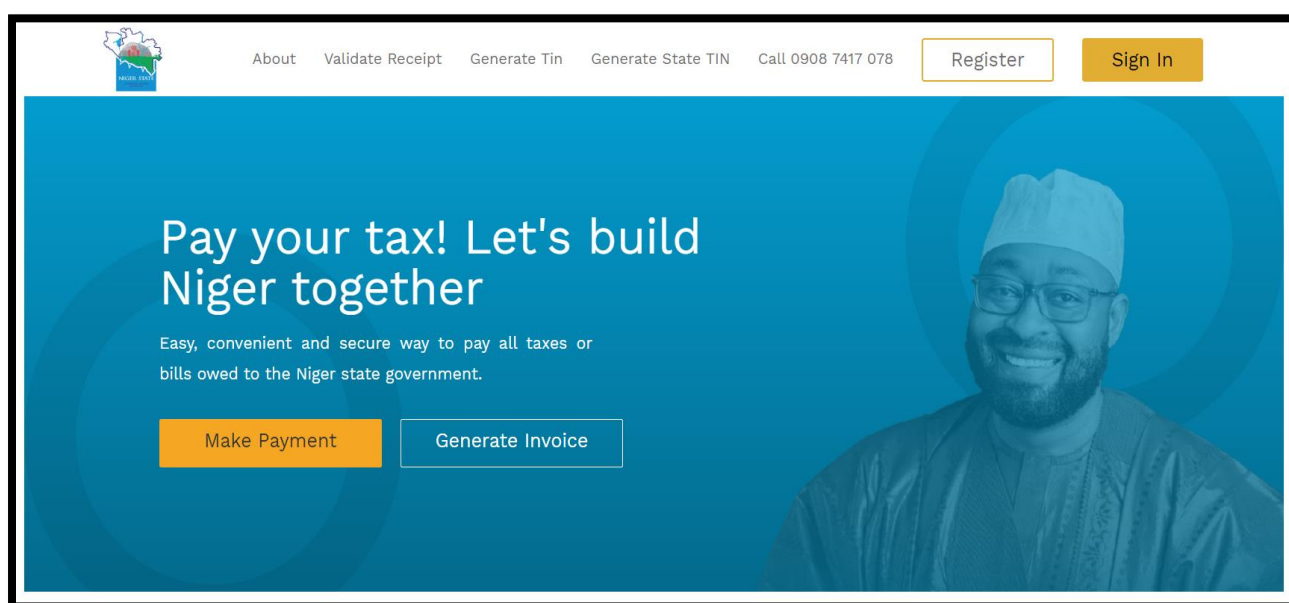 NIGER STATE
About
Validate Receipt
Generate Tin
Generate State TIN
Call 0908 7417 078
Register
Sign In
Pay your tax! Let's build
Niger together
Easy, convenient and secure way to pay all taxes or
bills owed to the Niger state government.
Make Payment
Generate Invoice